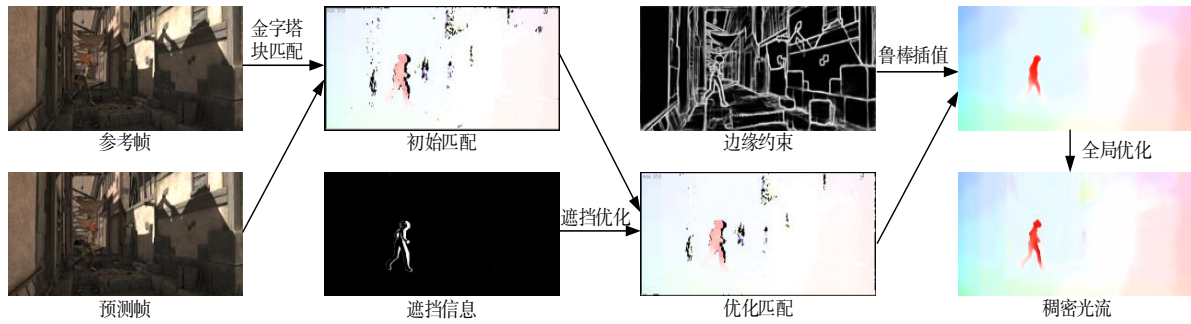 金字塔
块匹配
鲁棒插值
参考帧
初始匹配
边缘约束
全局优化
遮挡优化
预测帧
遮挡信息
优化匹配
稠密光流